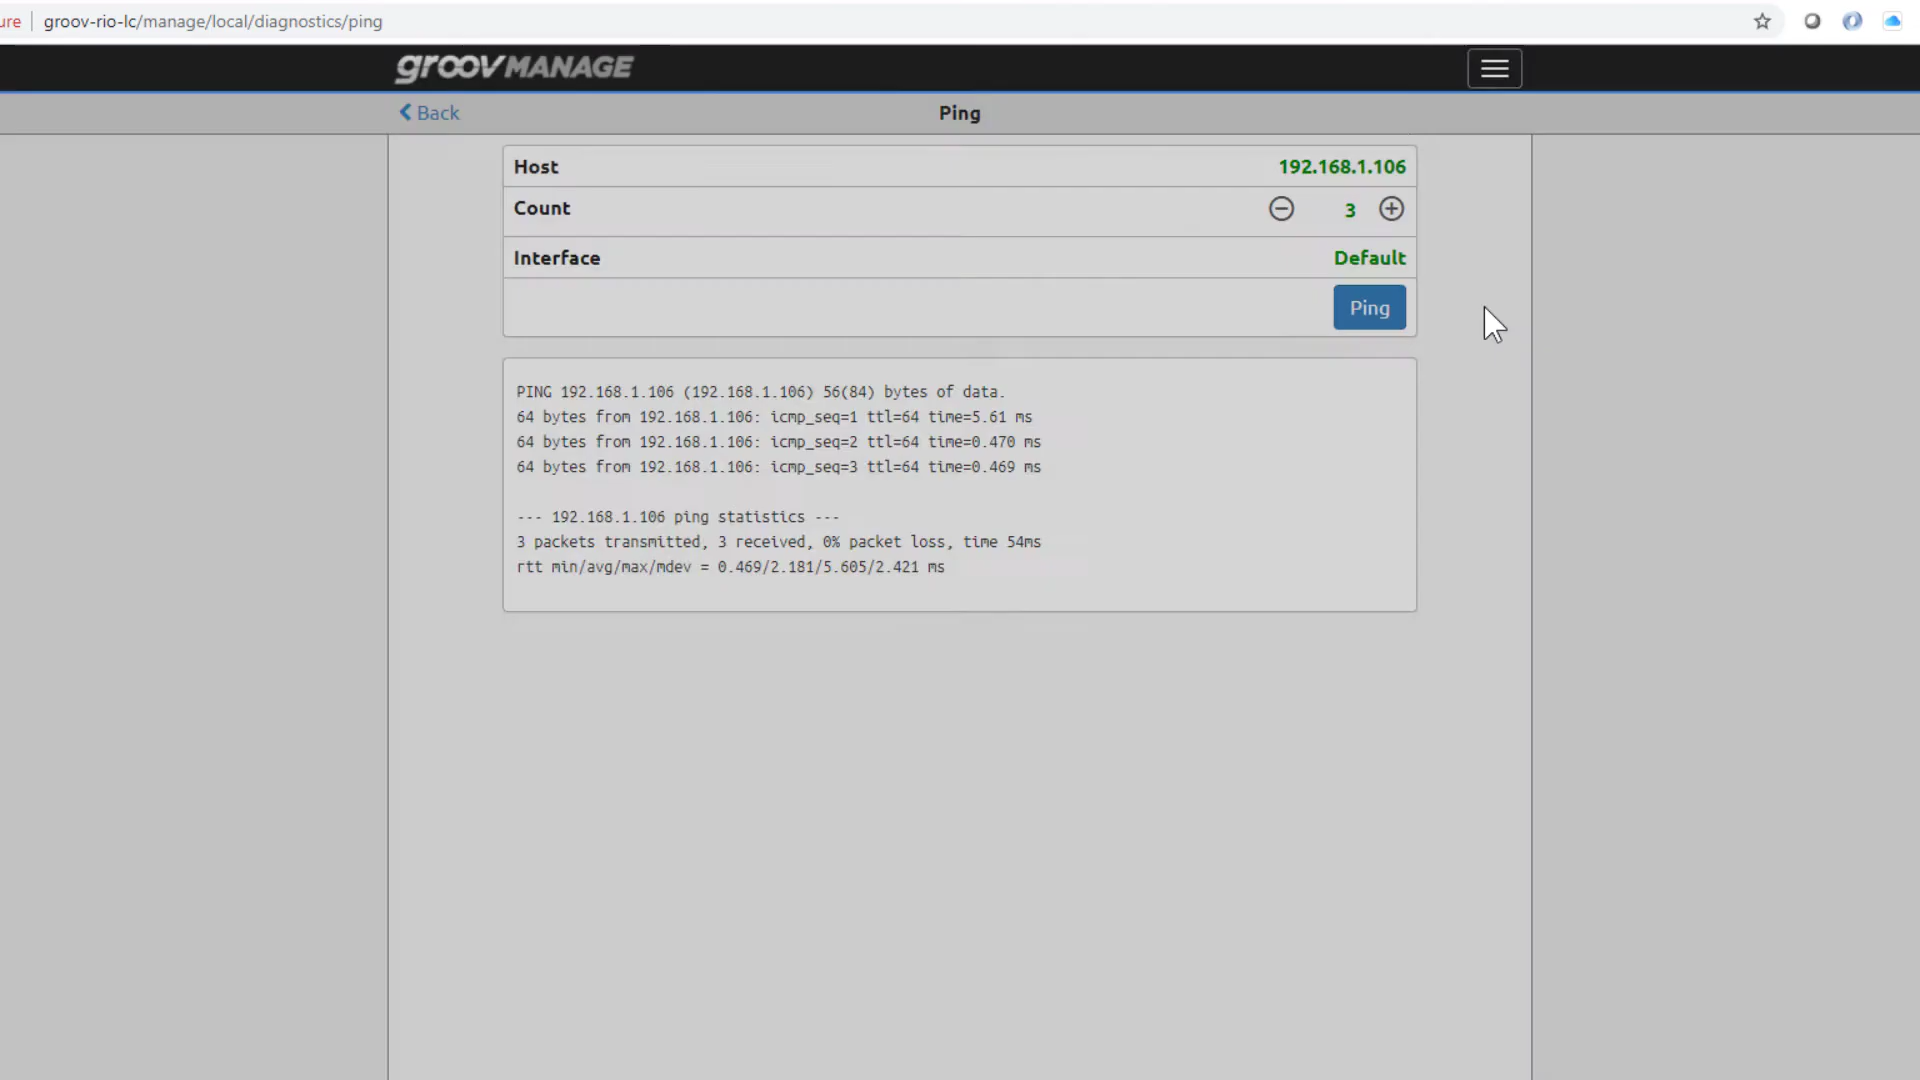 ure | groov-rio-lc/manage/local/diagnostics/ping
groov MANAGE
Back
Ping
Host 192.168.1.106
Count 3
Interface Default
Ping
PING 192.168.1.106 (192.168.1.106) 56(84) bytes of data.
64 bytes from 192.168.1.106: icmp_seq=1 ttl=64 time=5.61 ms
64 bytes from 192.168.1.106: icmp_seq=2 ttl=64 time=0.470 ms
64 bytes from 192.168.1.106: icmp_seq=3 ttl=64 time=0.469 ms
--- 192.168.1.106 ping statistics ---
3 packets transmitted, 3 received, 0% packet loss, time 54ms
rtt min/avg/max/mdev = 0.469/2.181/5.605/2.421 ms